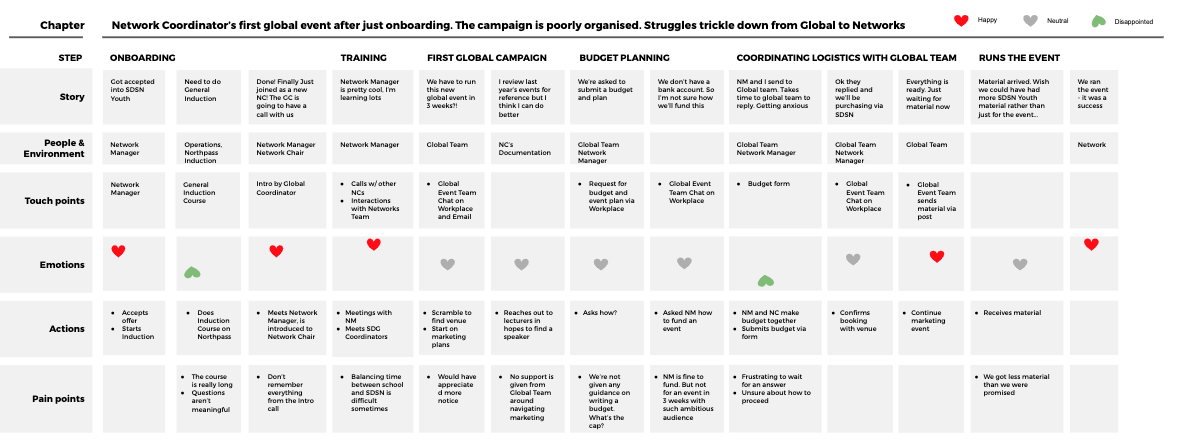 Chapter
Network Coordinator's first global event after just onboarding. The campaign is poorly organised. Struggles trickle down from Global to Networks
Happy
Neutral
Disappointed
STEP
ONBOARDING
TRAINING
FIRST GLOBAL CAMPAIGN
BUDGET PLANNING
COORDINATING LOGISTICS WITH GLOBAL TEAM
RUNS THE EVENT
Story
Got accepted
into SDSN
Youth
Need to do
General
Induction
Done! Finally Just
joined as a new
NC! The GC is
going to have a
call with us
Network Manager
is pretty cool, I'm
learning lots
We have to run
this new
global event in
3 weeks?!
I review last
year's events for
reference but I
think I can do
better
We're asked to
submit a budget
and plan
We don't have a
bank account. So
I'm not sure how
we'll fund this
NM and I send to
Global team. Takes
time to global team to
reply. Getting anxious
Ok they
replied and
we'll be
purchasing via
SDSN
Everything is
ready. Just
waiting for
material now
Material arrived. Wish
we could have had
more SDSN Youth
material rather than
just for the event...
We ran
the event
- it was a
success
People &
Environment
Network
Manager
Operations,
Northpass
Induction
Network Manager
Network Chair
Network Manager
Global Team
NC's
Documentation
Global Team
Network
Manager
Global Team
Network Manager
Global Team
Network
Manager
Global Team
Network
Touch points
Network
Manager
General
Induction
Course
Intro by Global
Coordinator
• Calls w/ other
NCs
• Interactions
with Networks
Team
• Global
Event Team
Chat on
Workplace
and Email
• Request for
budget and
event plan via
Workplace
• Global Event
Team Chat on
Workplace
• Budget form
• Global
Event Team
Chat on
Workplace
• Global
Event Team
sends
material via
post
Emotions
Actions
• Accepts
offer
• Starts
Induction
• Does
Induction
Course on
Northpass
• Meets Network
Manager, is
introduced to
Network Chair
• Meetings with
NM
• Meets SDG
Coordinators
• Scramble to
find venue
• Start on
marketing
plans
• Reaches out to
lecturers in
hopes to find a
speaker
• Asks how?
• Asked NM how
to fund an
event
• NM and NC make
budget together
• Submits budget via
form
• Confirms
booking
with venue
• Continue
marketing
event
• Receives material
Pain points
• The course
is really long
• Questions
aren't
meaningful
• Don't
remember
everything
from the Intro
call
• Balancing time
between school
and SDSN is
difficult
sometimes
• Would have
appreciate
d more
notice
• No support is
given from
Global Team
around
navigating
marketing
• We're not
given any
guidance on
writing a
budget.
What's the
cap?
• NM is fine to
fund. But not
for an event in
3 weeks with
such ambitious
audience
• Frustrating to wait
for an answer
• Unsure about how to
proceed
• We got less material
than we were
promised